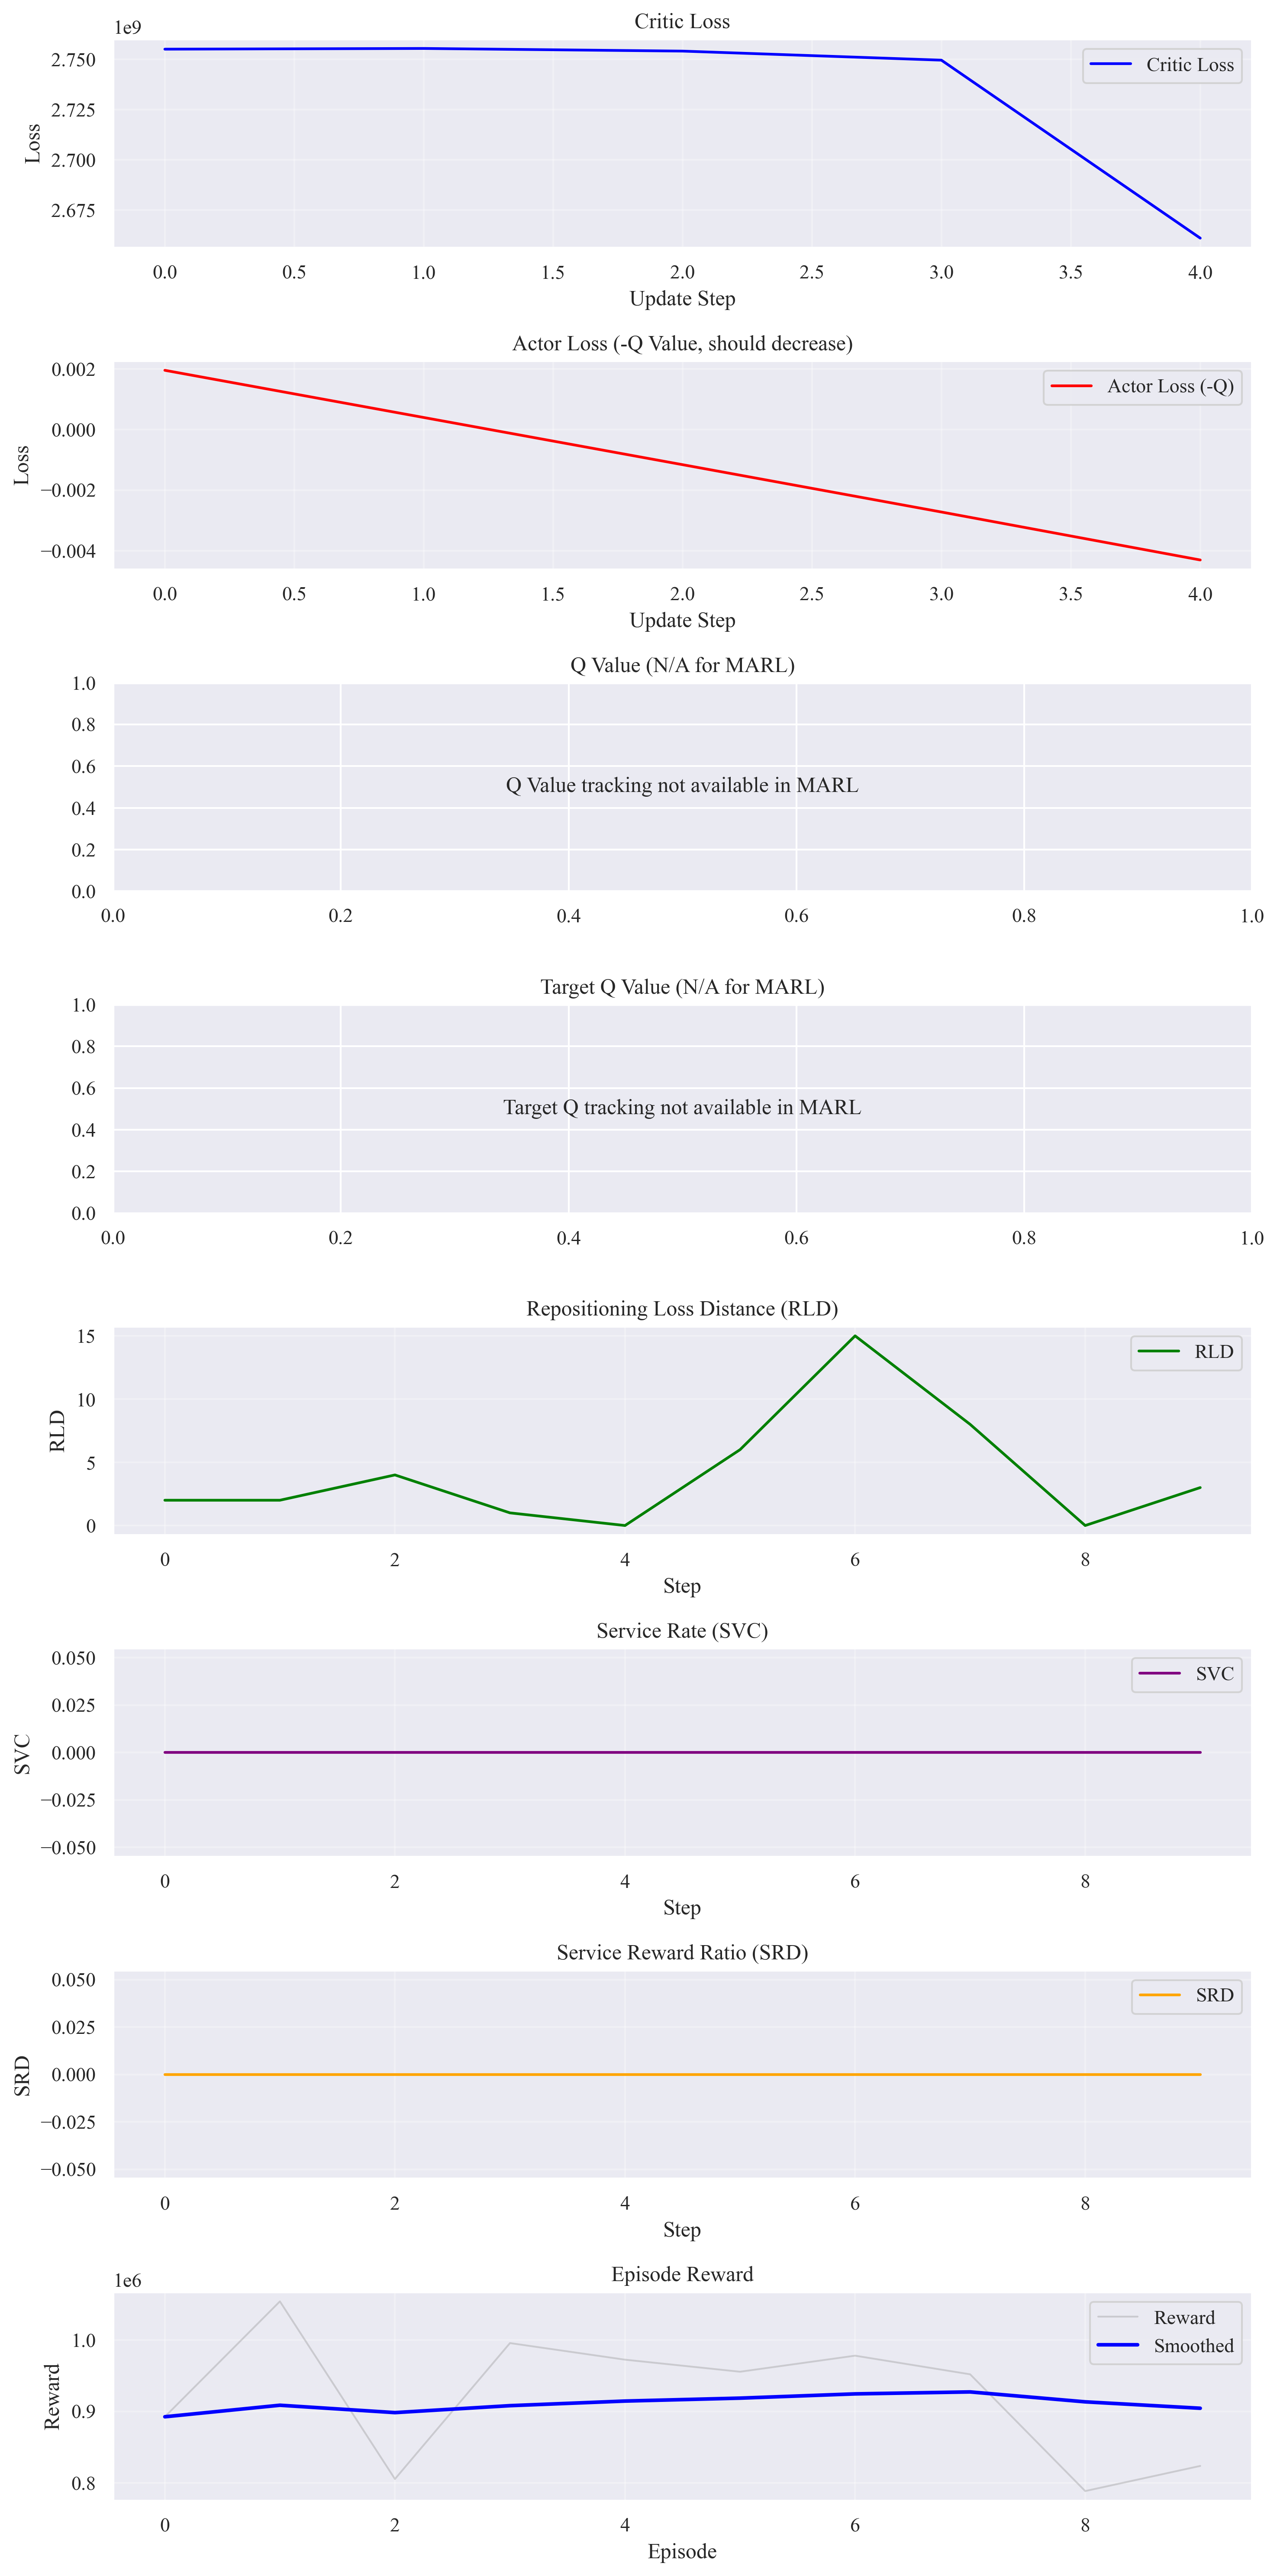 Critic Loss
1e9
2.750
2.725
2.700
2.675
Loss
Critic Loss
0.0 0.5 1.0 1.5 2.0 2.5 3.0 3.5 4.0
Update Step
Actor Loss (-Q Value, should decrease)
0.002
0.000
−0.002
−0.004
Loss
Actor Loss (-Q)
0.0 0.5 1.0 1.5 2.0 2.5 3.0 3.5 4.0
Update Step
Q Value (N/A for MARL)
1.0
0.8
0.6
Q Value tracking not available in MARL
0.4
0.2
0.0
0.0 0.2 0.4 0.6 0.8 1.0
Target Q Value (N/A for MARL)
1.0
0.8
0.6
Target Q tracking not available in MARL
0.4
0.2
0.0
0.0 0.2 0.4 0.6 0.8 1.0
Repositioning Loss Distance (RLD)
15
10
5
0
RLD
RLD
0 2 4 6 8
Step
Service Rate (SVC)
0.050
0.025
0.000
−0.025
−0.050
SVC
SVC
0 2 4 6 8
Step
Service Reward Ratio (SRD)
0.050
0.025
0.000
−0.025
−0.050
SRD
SRD
0 2 4 6 8
Step
Episode Reward
1e6
1.0
0.9
0.8
Reward
Reward
Smoothed
0 2 4 6 8
Episode